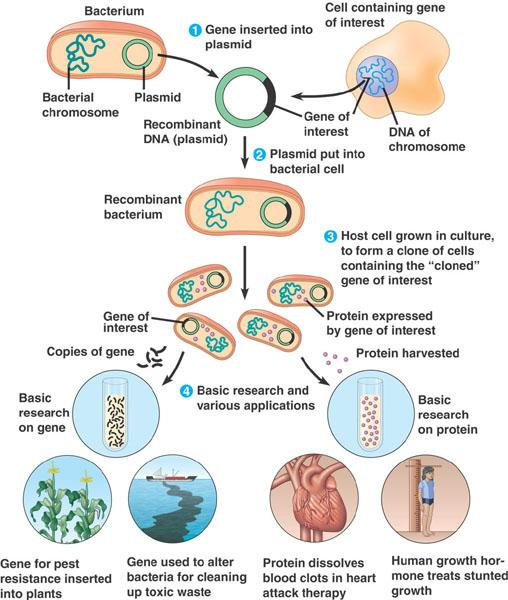 Bacterium
1 Gene inserted into
plasmid
Cell containing gene
of interest
Bacterial
chromosome
Plasmid
Recombinant
DNA (plasmid)
Gene of
interest
DNA of
chromosome
2 Plasmid put into
bacterial cell
Recombinant
bacterium
3 Host cell grown in culture,
to form a clone of cells
containing the “cloned”
gene of interest
Gene of
interest
Protein expressed
by gene of interest
Copies of gene
Protein harvested
Basic
research
on gene
4 Basic research and
various applications
Basic
research
on protein
Gene for pest
resistance inserted
into plants
Gene used to alter
bacteria for cleaning
up toxic waste
Protein dissolves
blood clots in heart
attack therapy
Human growth hor-
mone treats stunted
growth